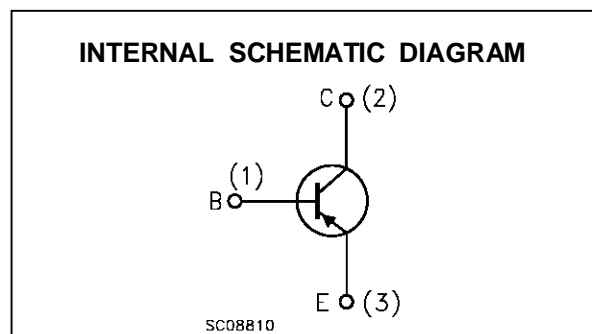 INTERNAL SCHEMATIC DIAGRAM
C (2)
(1)
B
E (3)
SC08810